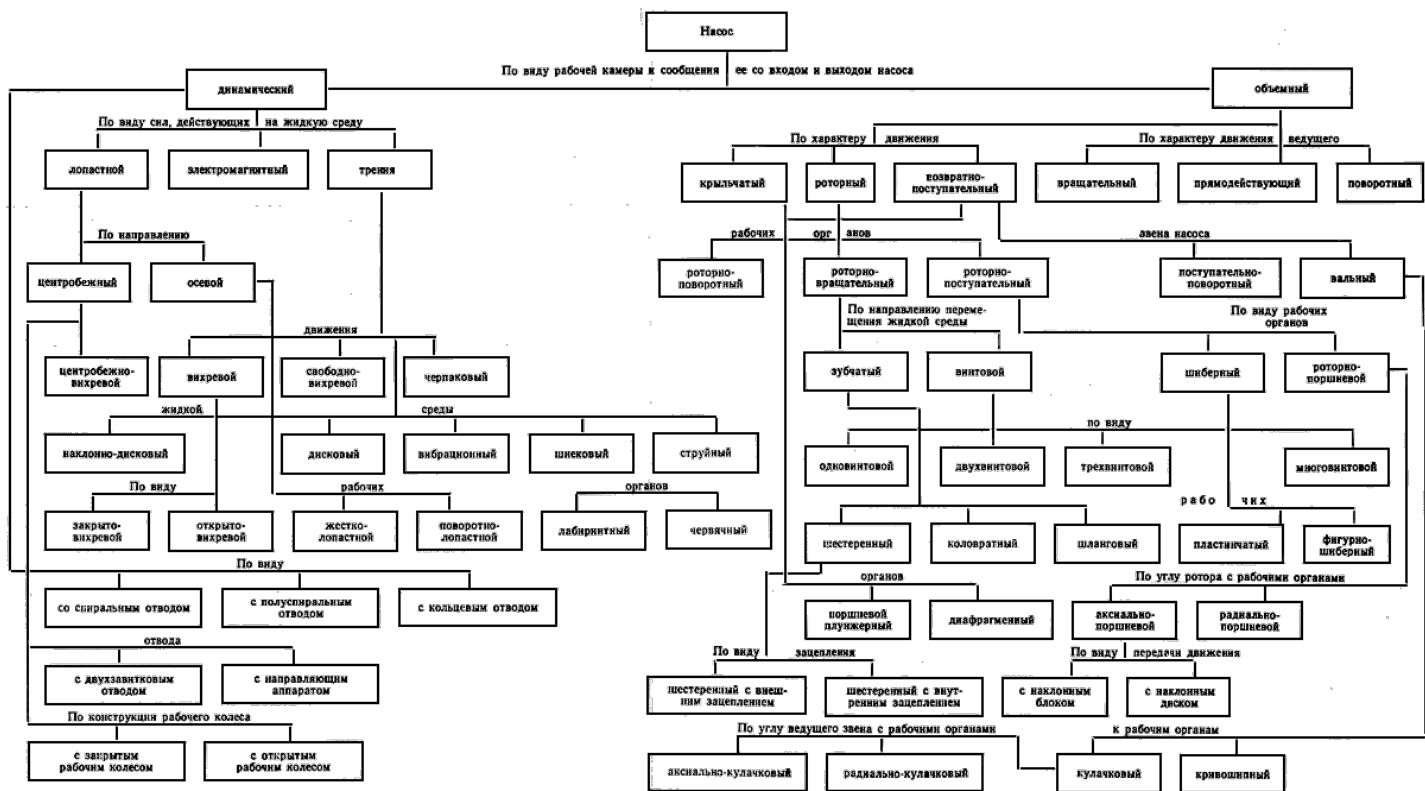 Насос
По виду рабочей камеры и сообщения ее со входом и выходом насоса
динамический
объемный
По виду сил, действующих на жидкую среду
По характеру движения
По характеру движения ведущего
лопастной
электромагнитный
трения
крыльчатый
роторный
возвратно-
поступательный
вращательный
прямодействующий
поворотный
По направлению
рабочих органов
звена насоса
центробежный
осевой
роторно-
поворотный
роторно-
вращательный
роторно-
поступательный
поступательно-
поворотный
вальный
По направлению переме-
щения жидкой среды
По виду рабочих
органов
движения
центробежно-
вихревой
вихревой
свободно-
вихревой
черпаковый
зубчатый
винтовой
шиберный
роторно-
поршневой
жидкой среды
по виду
наклонно-дисковый
дисковый
вибрационный
шнековый
струйный
одновинтовой
двухвинтовой
трехвинтовой
многовинтовой
По виду рабочих органов
рабо чих
закрыто-
вихревой
открыто-
вихревой
жестко-
лопастной
поворотно-
лопастной
лабиринтный
червячный
шестеренный
коловратный
шланговый
пластинчатый
фигурно-
шиберный
По виду
органов
По углу ротора с рабочими органами
со спиральным отводом
с полуспиральным
отводом
с кольцевым отводом
поршневой
плунжерный
диафрагменный
аксиально-
поршневой
радиально-
поршневой
отвода
По виду зацепления
По виду передачи движения
с двухзавитковым
отводом
с направляющим
аппаратом
шестеренный с внеш-
ним зацеплением
шестеренный с внут-
ренним зацеплением
с наклонным
блоком
с наклонным
диском
По конструкции рабочего колеса
По углу ведущего звена с рабочими органами
к рабочим органам
с закрытым
рабочим колесом
с открытым
рабочим колесом
аксиально-кулачковый
радиально-кулачковый
кулачковый
кривошипный